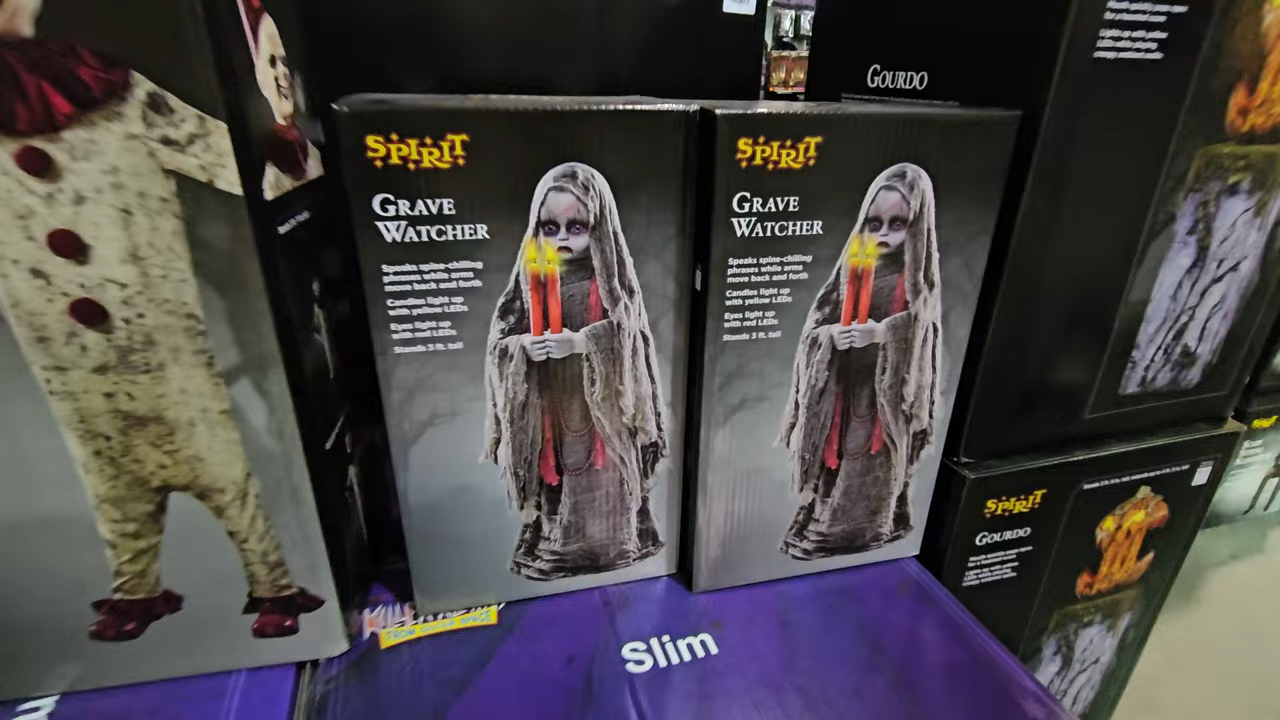 SPIRIT
GRAVE
WATCHER
Speaks spine-chilling
phrases while arms
move back and forth
Candles light up
with yellow LEDs
Eyes light up
with red LEDs
Stands 3 ft. tall
SPIRIT
GRAVE
WATCHER
Speaks spine-chilling
phrases while arms
move back and forth
Candles light up
with yellow LEDs
Eyes light up
with red LEDs
Stands 3 ft. tall
GOURDO
SPIRIT
GOURDO
FROM OUTER SPACE
Slim